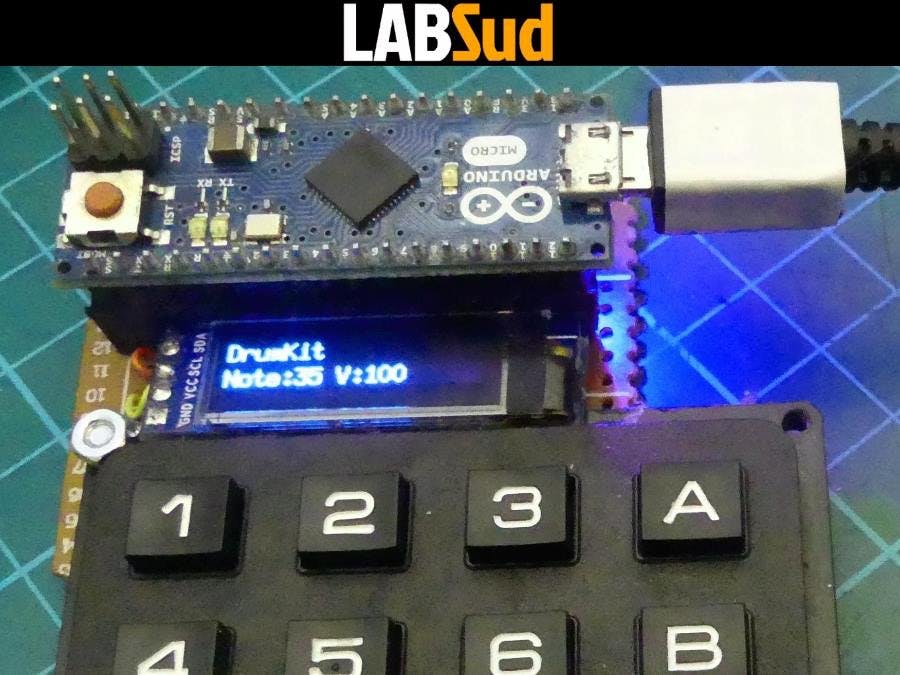 LABSud
ICSP
MICRO
ARDUINO
TX RX
RST
GND VCC SCL SDA
DrumKit
Note:35 V:100
12
11
10
1 2 3 A
4 5 6 B